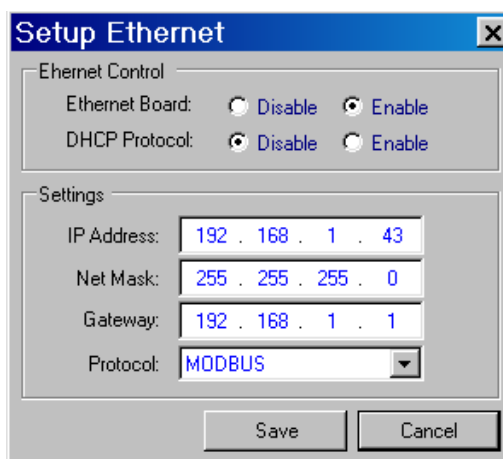 Setup Ethernet
Ehernet Control
Ethernet Board: Disable Enable
DHCP Protocol: Disable Enable
Settings
IP Address: 192 . 168 . 1 . 43
Net Mask: 255 . 255 . 255 . 0
Gateway: 192 . 168 . 1 . 1
Protocol: MODBUS
Save Cancel